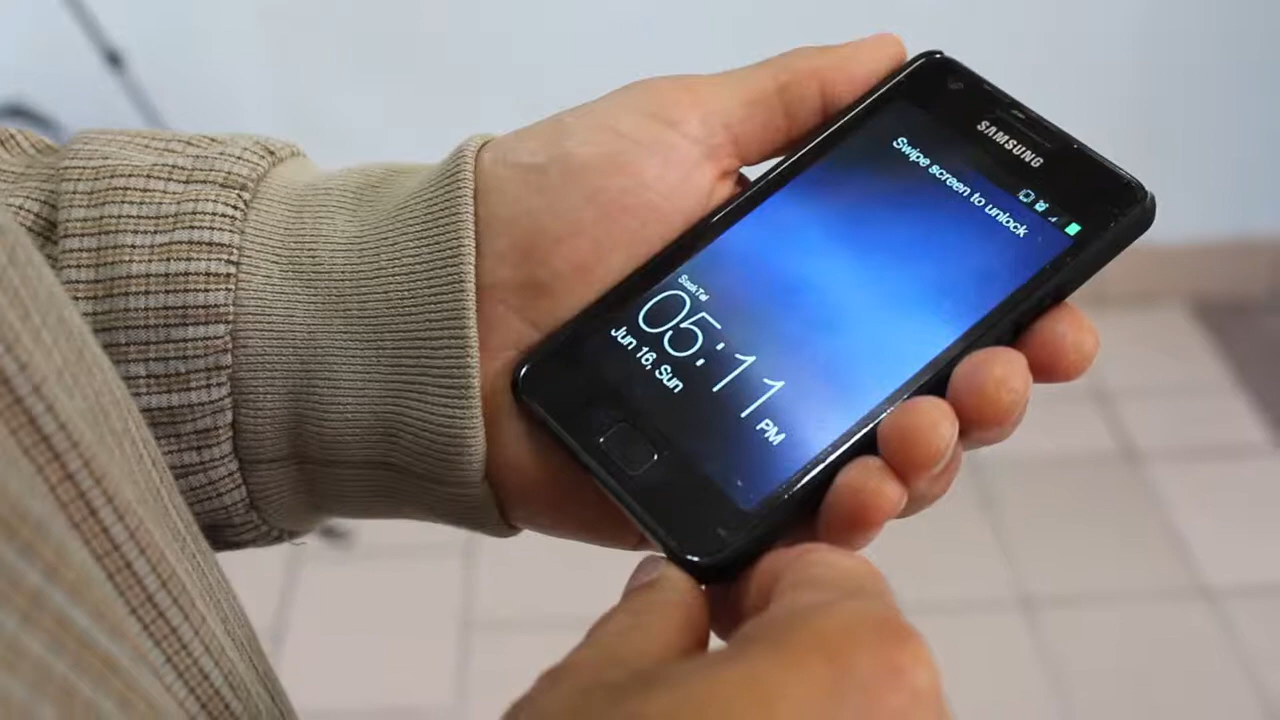 SAMSUNG
Swipe screen to unlock
SaskTel
05:11 PM
Jun 16, Sun